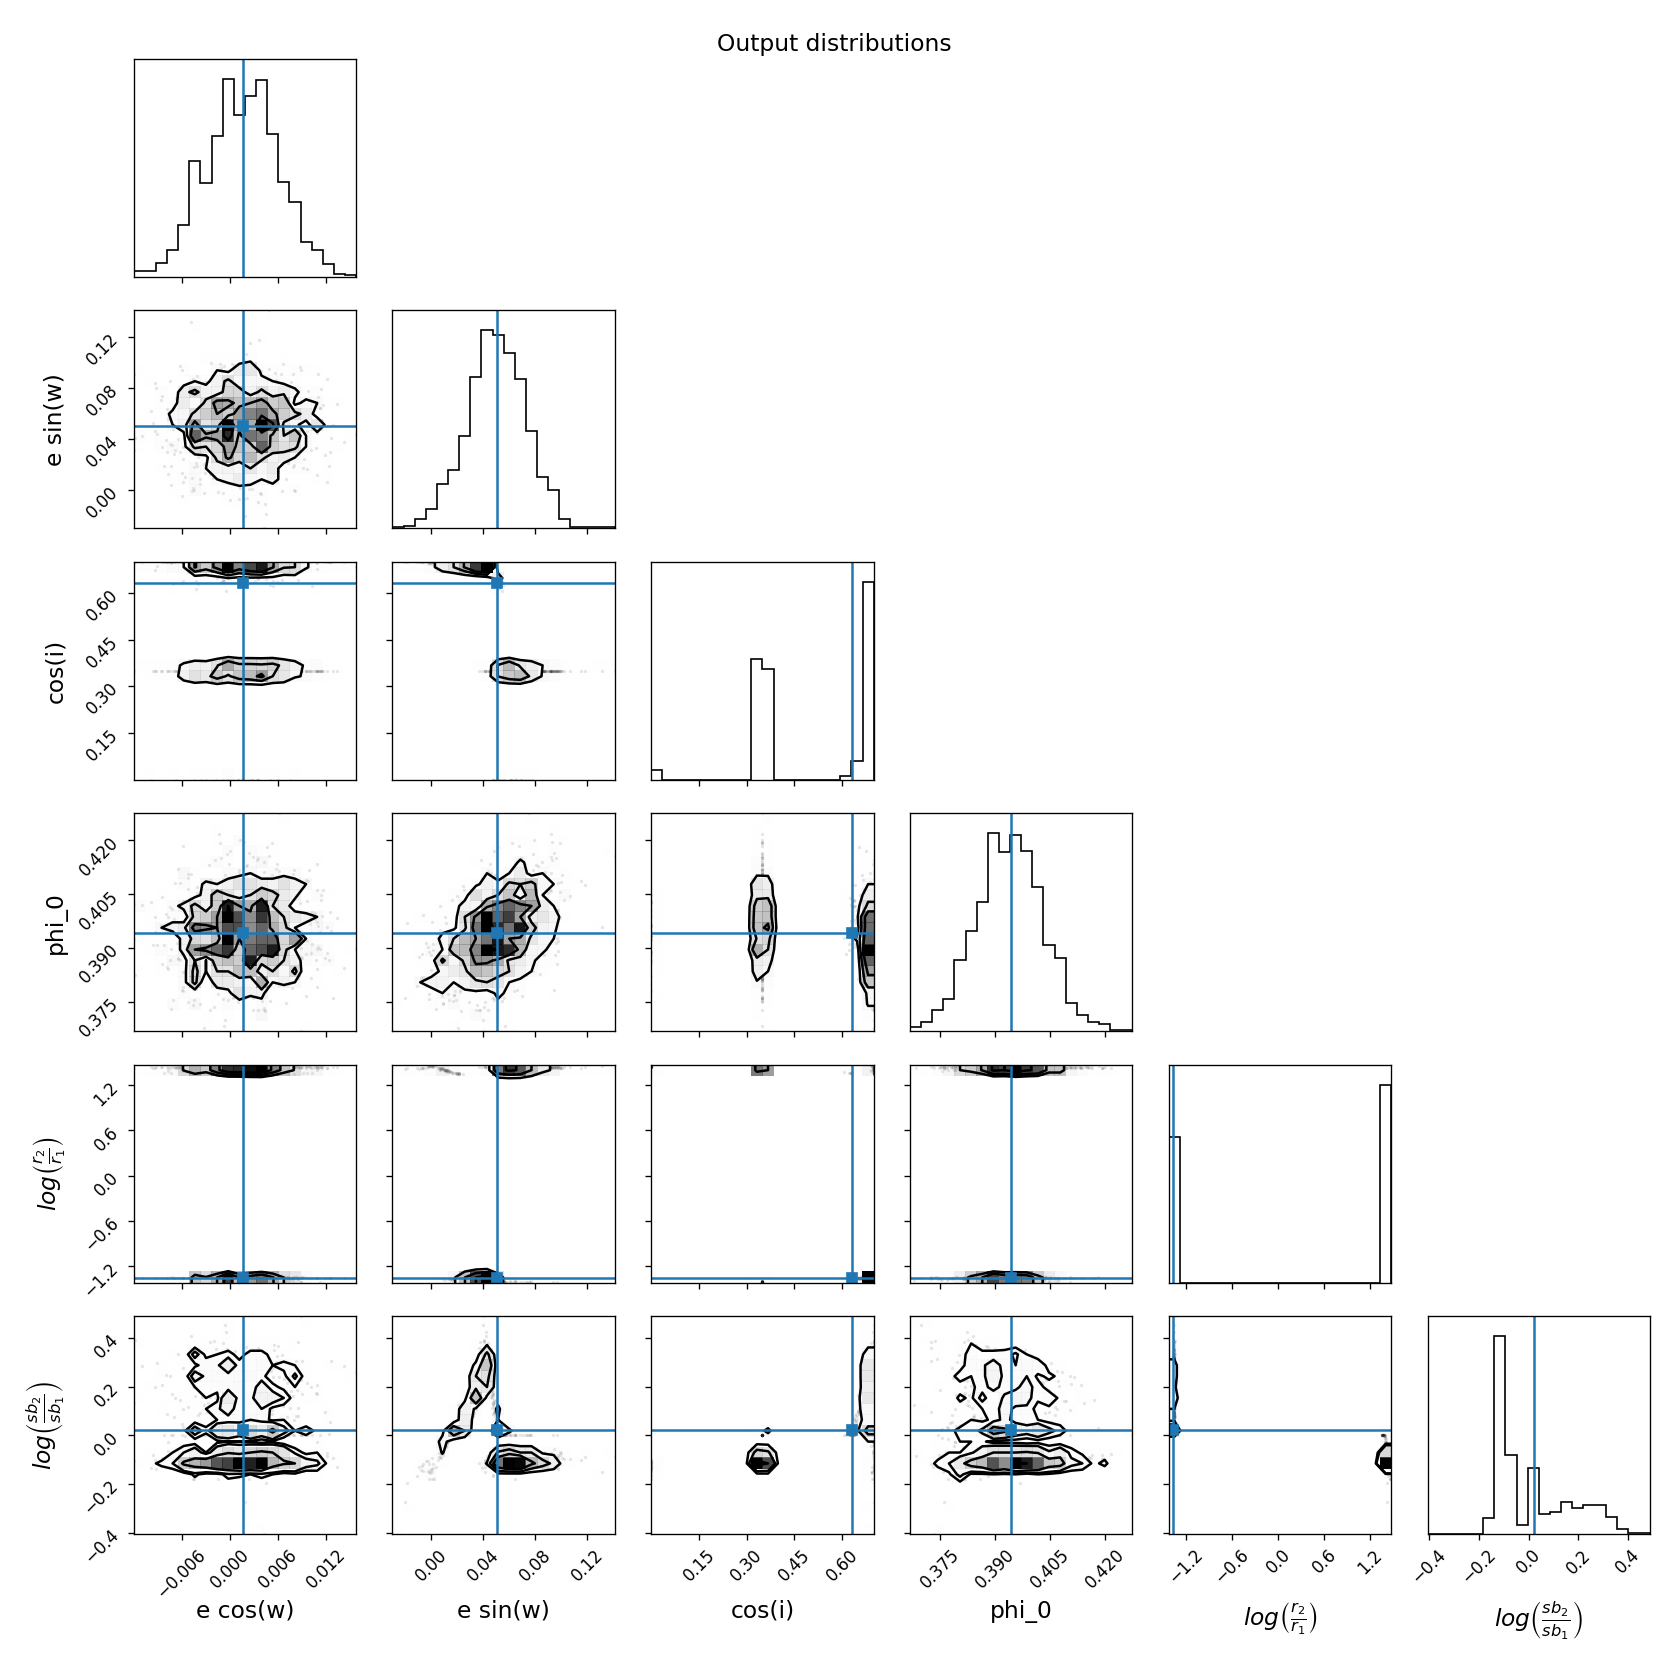 Output distributions
e sin(w)
0.12
0.08
0.04
0.00
cos(i)
0.60
0.45
0.30
0.15
phi_0
0.420
0.405
0.390
0.375
log(r2/r1)
1.2
0.6
0.0
−0.6
−1.2
log(sb2/sb1)
0.4
0.2
0.0
−0.2
−0.4
−0.006 0.000 0.006 0.012
0.00 0.04 0.08 0.12
0.15 0.30 0.45 0.60
0.375 0.390 0.405 0.420
−1.2 −0.6 0.0 0.6 1.2
−0.4 −0.2 0.0 0.2 0.4
e cos(w)
e sin(w)
cos(i)
phi_0
log(r2/r1)
log(sb2/sb1)